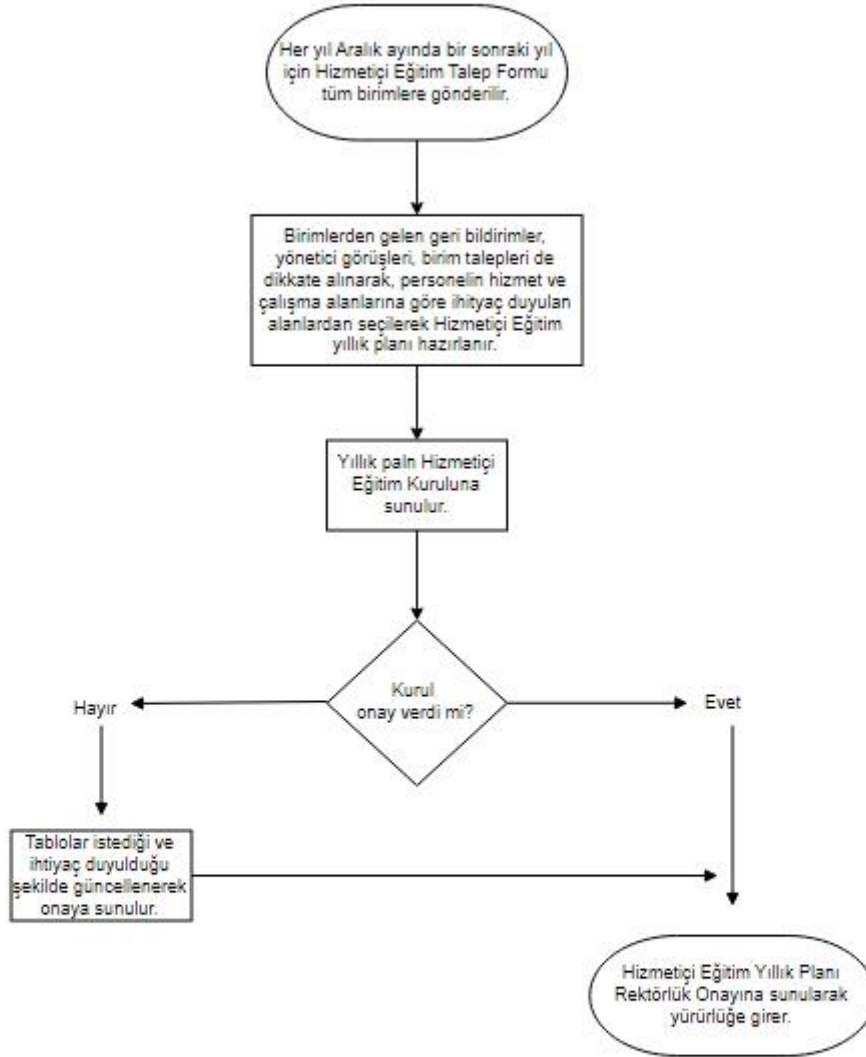 Her yıl Aralık ayında bir sonraki yıl
için Hizmetiçi Eğitim Talep Formu
tüm birimlere gönderilir.
Birimlerden gelen geri bildirimler,
yönetici görüşleri, birim talepleri de
dikkate alınarak, personelin hizmet ve
çalışma alanlarına göre ihityaç duyulan
alanlardan seçilerek Hizmetiçi Eğitim
yıllık planı hazırlanır.
Yıllık paln Hizmetiçi
Eğitim Kuruluna
sunulur.
Kurul
onay verdi mi?
Hayır
Evet
Tablolar istediği ve
ihtiyaç duyulduğu
şekilde güncellenerek
onaya sunulur.
Hizmetiçi Eğitim Yıllık Planı
Rektörlük Onayına sunularak
yürürlüğe girer.